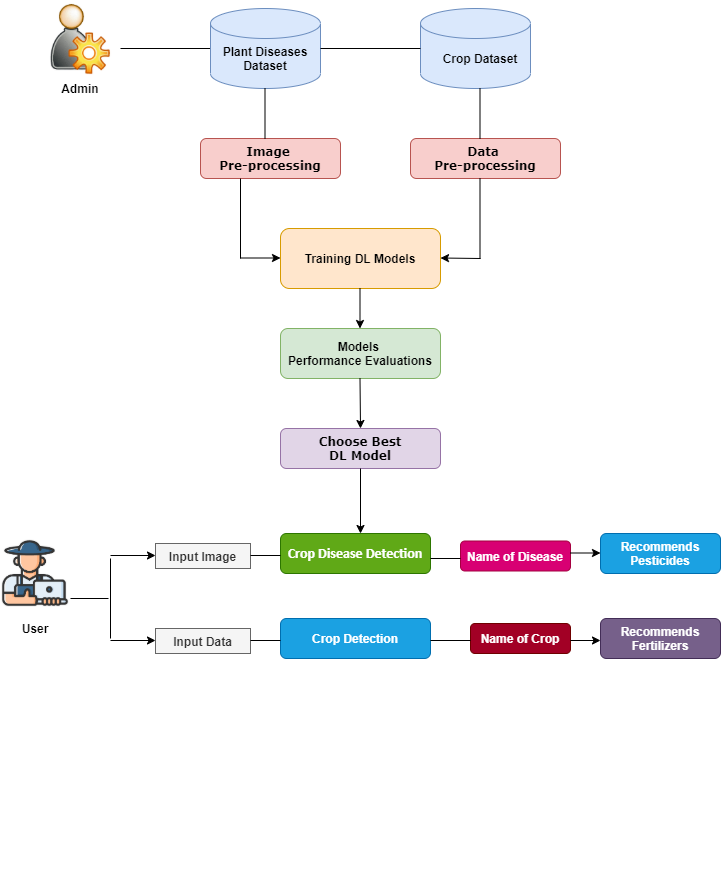 Plant Diseases
Dataset
Crop Dataset
Admin
Image
Pre-processing
Data
Pre-processing
Training DL Models
Models
Performance Evaluations
Choose Best
DL Model
Input Image
Crop Disease Detection
Name of Disease
Recommends
Pesticides
User
Input Data
Crop Detection
Name of Crop
Recommends
Fertilizers